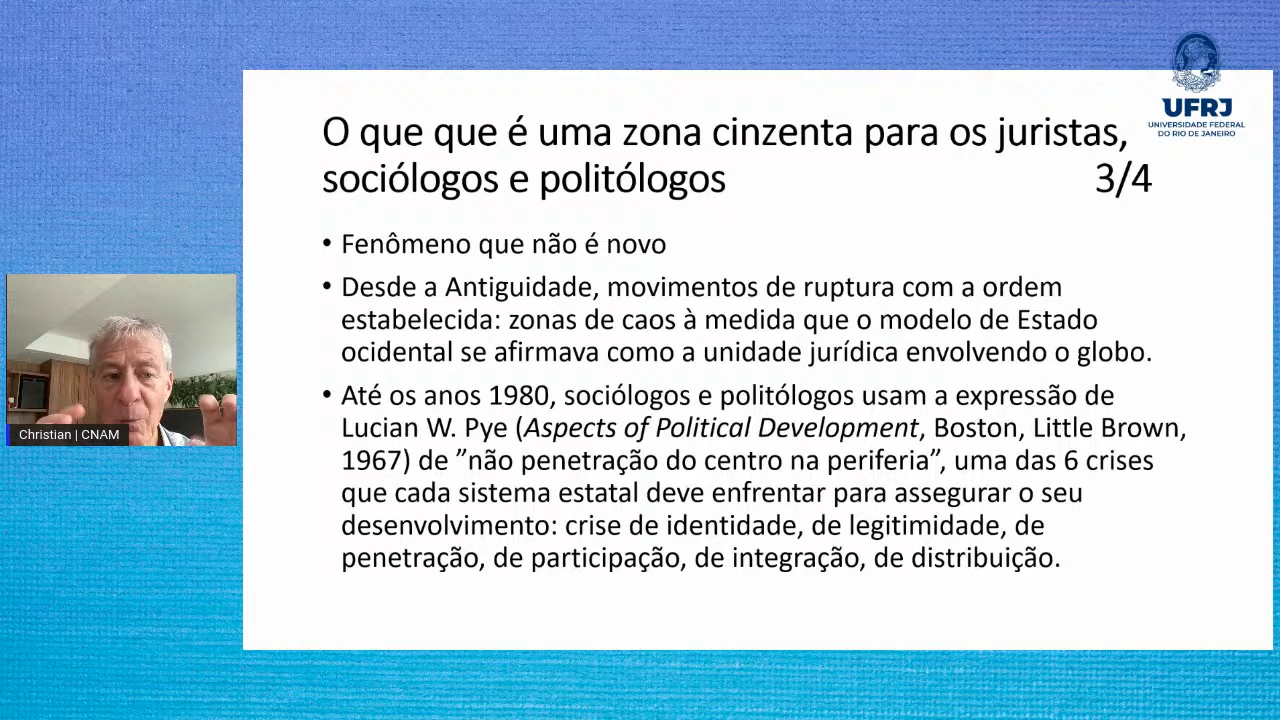 UFRJ
UNIVERSIDADE FEDERAL
DO RIO DE JANEIRO
O que que é uma zona cinzenta para os juristas,
sociólogos e politólogos 3/4
• Fenômeno que não é novo
• Desde a Antiguidade, movimentos de ruptura com a ordem
estabelecida: zonas de caos à medida que o modelo de Estado
ocidental se afirmava como a unidade jurídica envolvendo o globo.
• Até os anos 1980, sociólogos e politólogos usam a expressão de
Lucian W. Pye (Aspects of Political Development, Boston, Little Brown,
1967) de ”não penetração do centro na periferia”, uma das 6 crises
que cada sistema estatal deve enfrentar para assegurar o seu
desenvolvimento: crise de identidade, de legitimidade, de
penetração, de participação, de integração, de distribuição.
Christian | CNAM